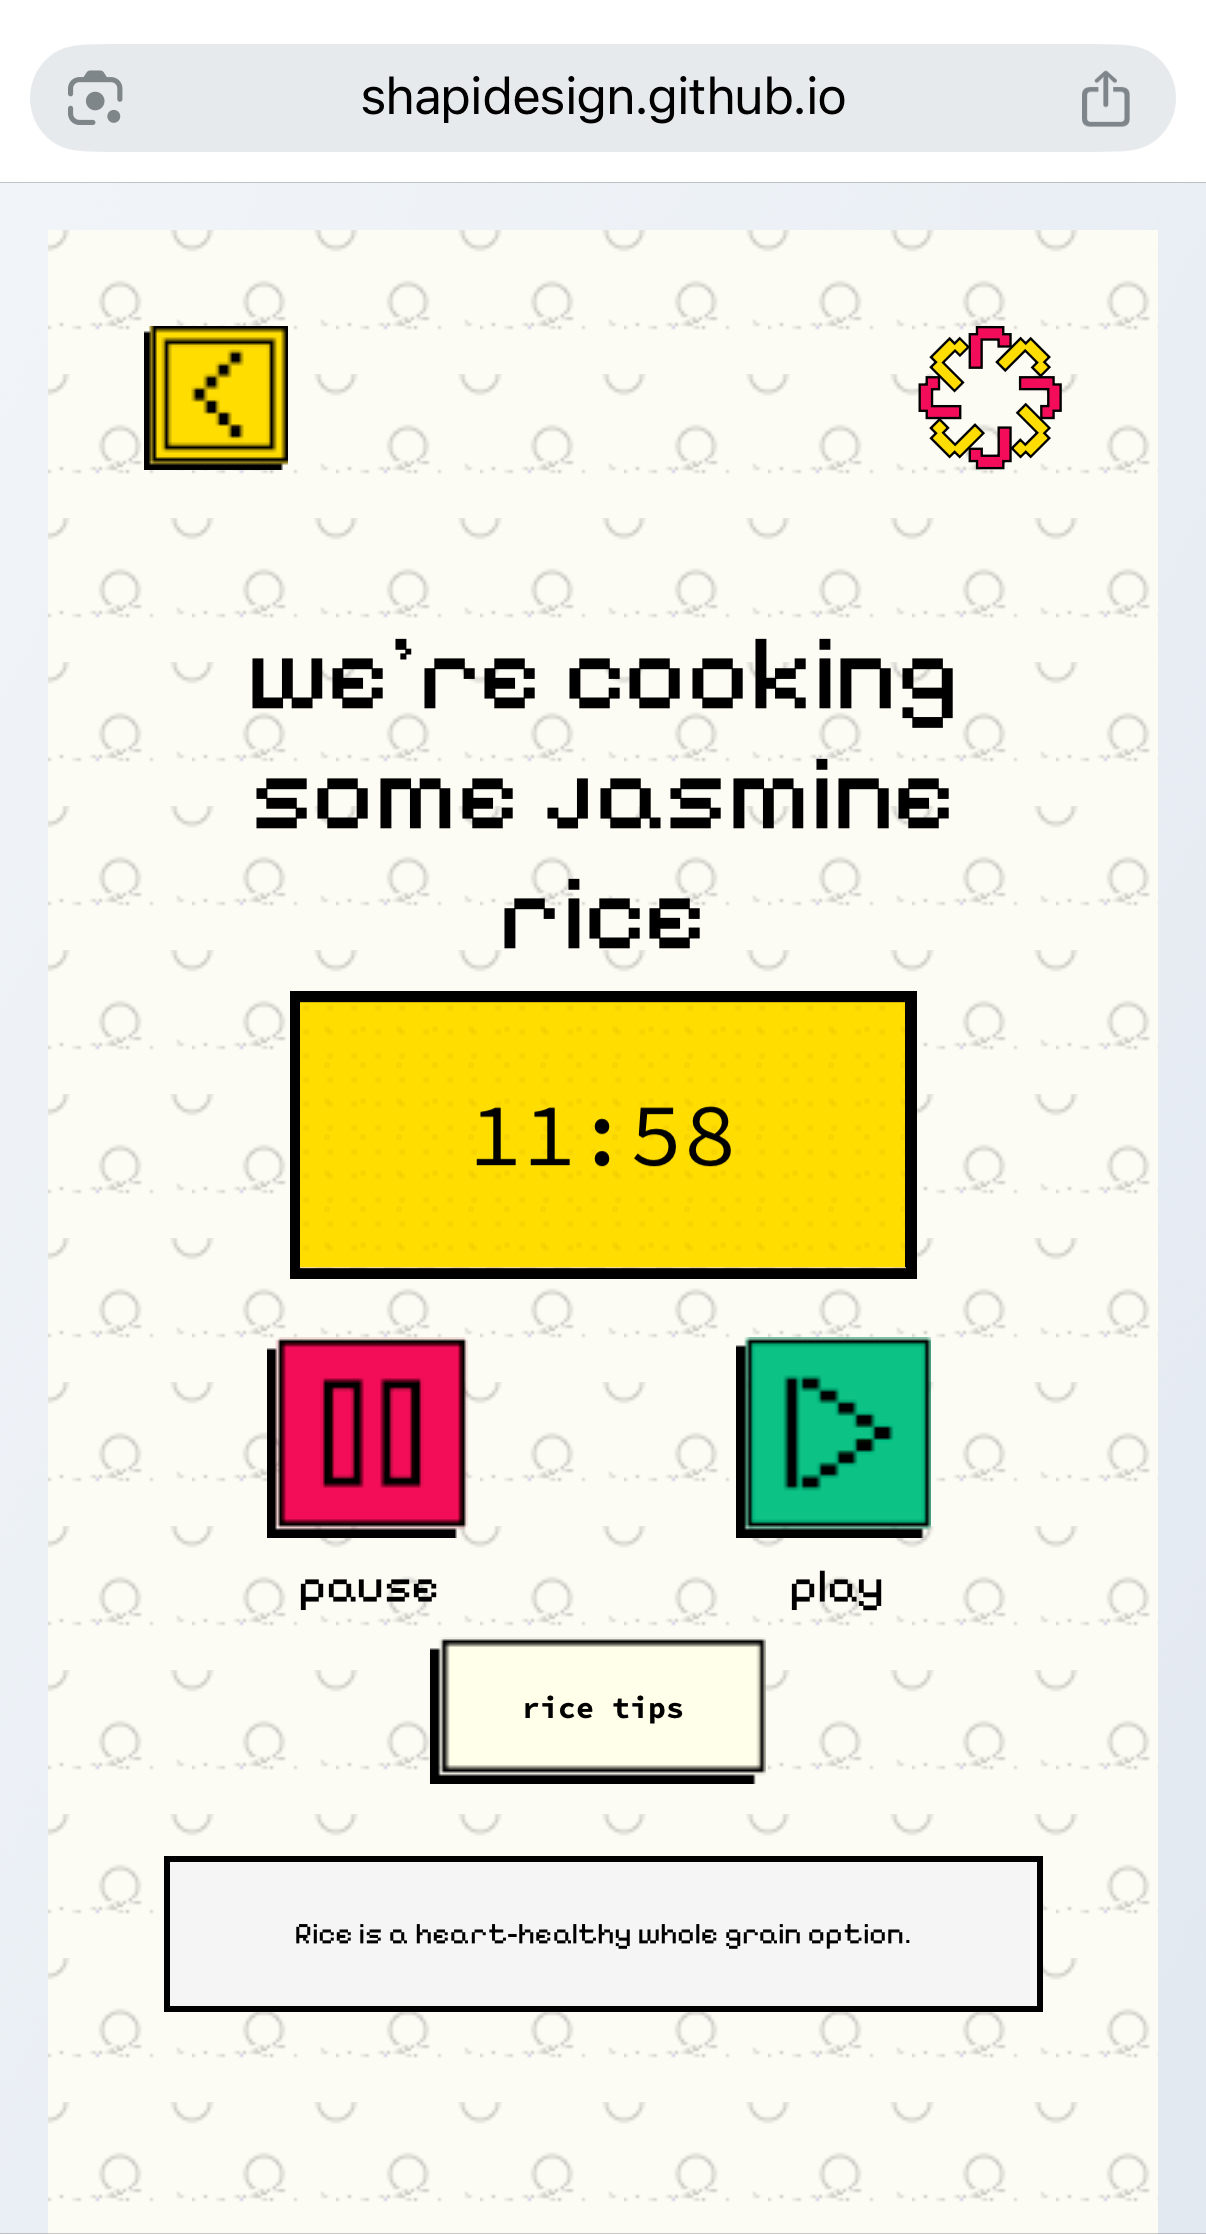 shapidesign.github.io
we're cooking
some Jasmine
rice
11:58
pause
play
rice tips
Rice is a heart-healthy whole grain option.